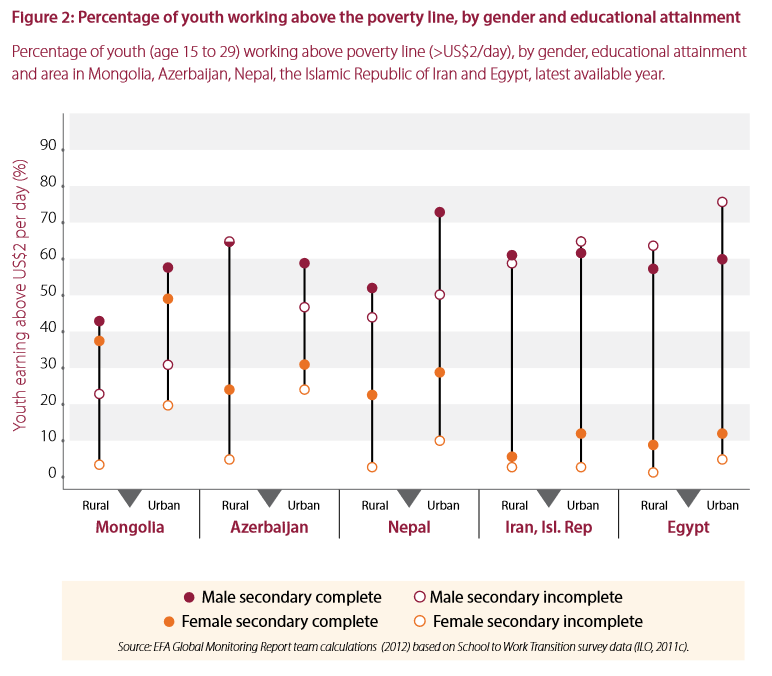 Figure 2: Percentage of youth working above the poverty line, by gender and educational attainment
Percentage of youth (age 15 to 29) working above poverty line (>US$2/day), by gender, educational attainment
and area in Mongolia, Azerbaijan, Nepal, the Islamic Republic of Iran and Egypt, latest available year.
Youth earning above US$2 per day (%)
90
80
70
60
50
40
30
20
10
0
Rural Urban Rural Urban Rural Urban Rural Urban Rural Urban
Mongolia Azerbaijan Nepal Iran, Isl. Rep Egypt
Male secondary complete Male secondary incomplete
Female secondary complete Female secondary incomplete
Source: EFA Global Monitoring Report team calculations (2012) based on School to Work Transition survey data (ILO, 2011c).